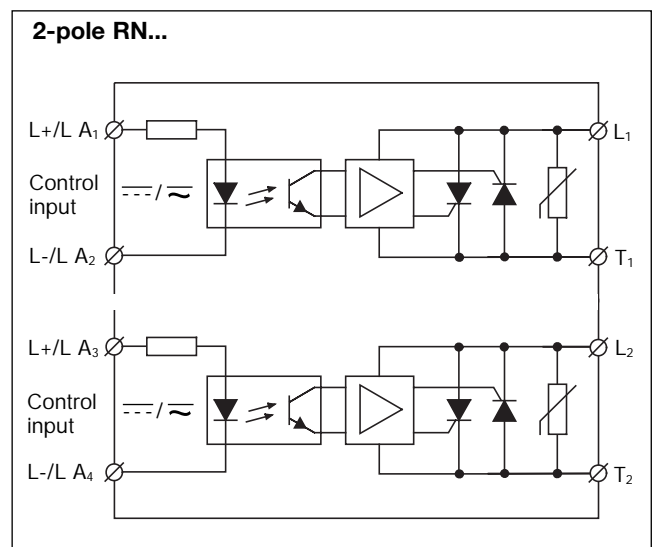 2-pole RN...
L+/L A₁
L₁
Control
input
/
L-/L A₂
T₁
L+/L A₃
L₂
Control
input
/
L-/L A₄
T₂